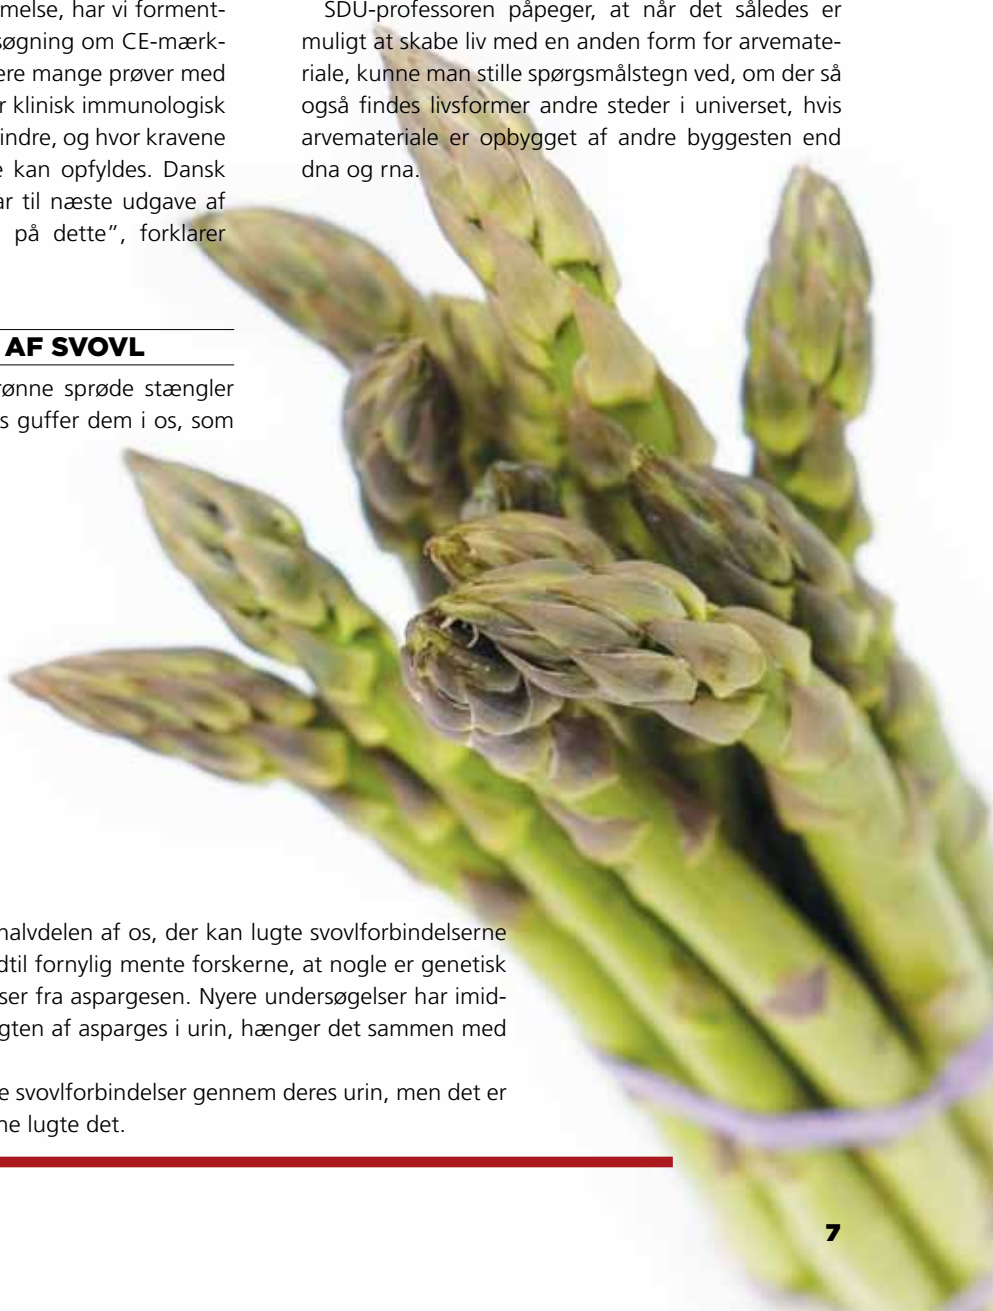 melse, har vi forment-
søgning om CE-mærk-
ere mange prøver med
r klinisk immunologisk
indre, og hvor kravene
e kan opfyldes. Dansk
ar til næste udgave af
på dette”, forklarer
AF SVOVL
rønne sprøde stængler
s guffer dem i os, som
SDU-professoren påpeger, at når det således er
muligt at skabe liv med en anden form for arvemate-
riale, kunne man stille spørgsmålstegn ved, om der så
også findes livsformer andre steder i universet, hvis
arvemateriale er opbygget af andre byggesten end
dna og rna.
halvdelen af os, der kan lugte svovlforbindelserne
dtil fornylig mente forskerne, at nogle er genetisk
ser fra aspargesen. Nyere undersøgelser har imid-
gten af asparges i urin, hænger det sammen med
e svovlforbindelser gennem deres urin, men det er
ne lugte det.
7